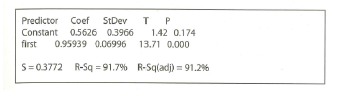 Predictor Coef StDev T P
Constant 0.5626 0.3966 1.42 0.174
first 0.95939 0.06996 13.71 0.000
S = 0.3772 R-Sq = 91.7% R-Sq(adj) = 91.2%